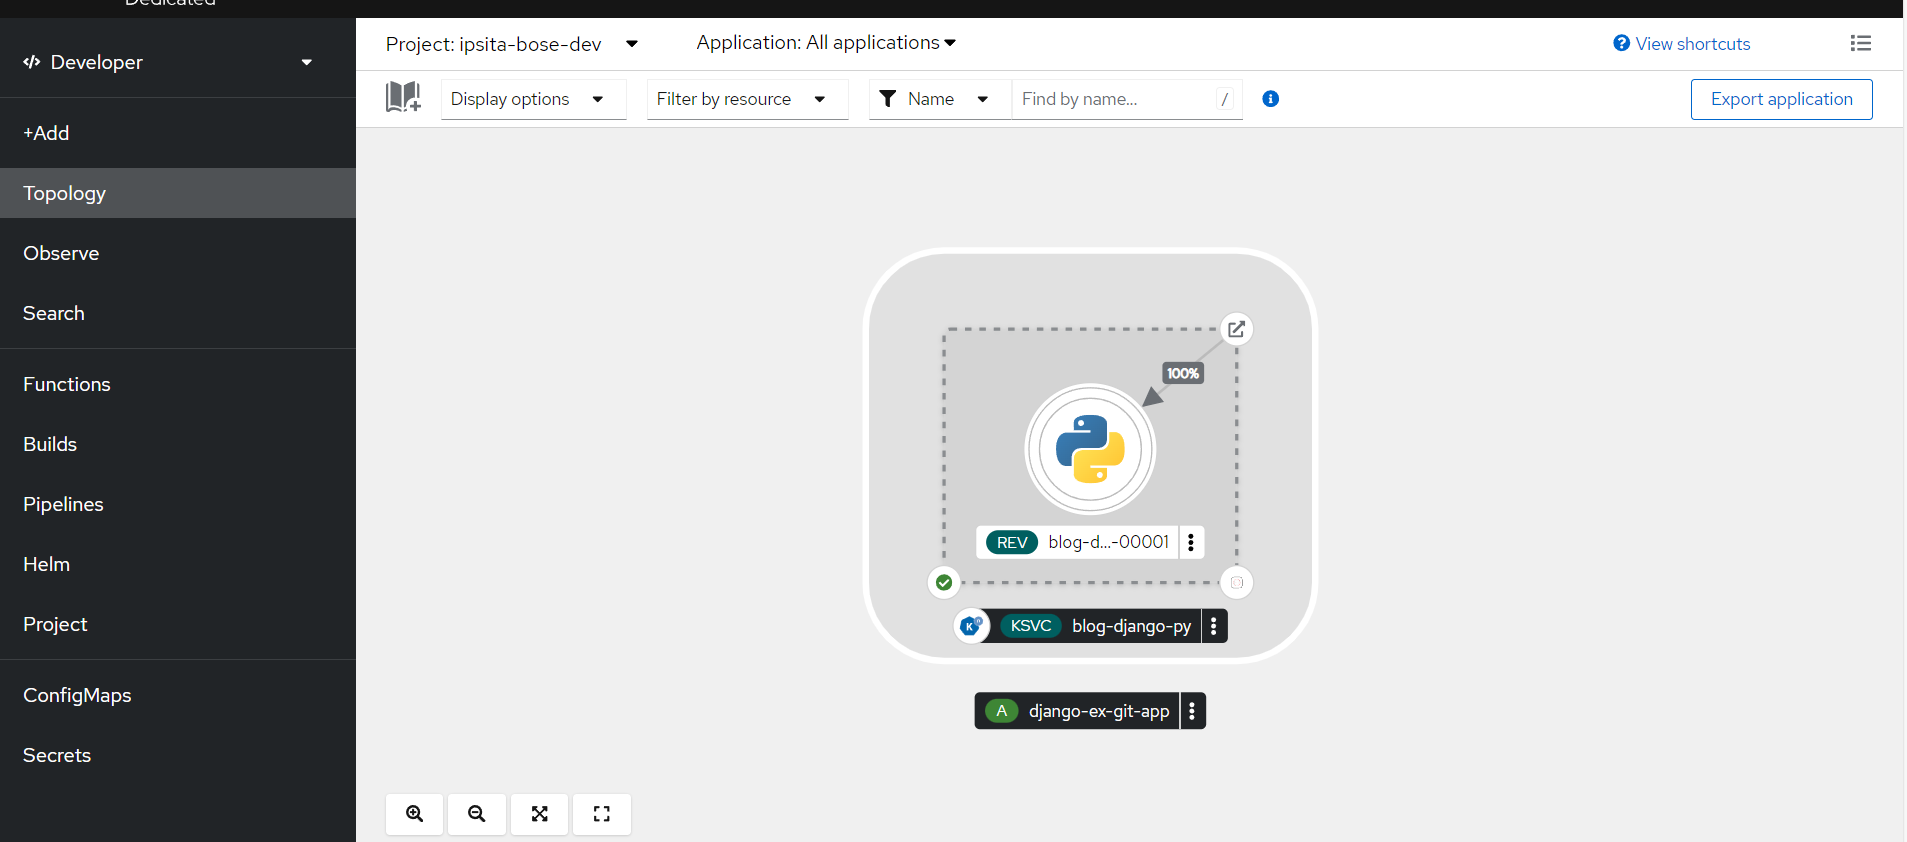 Dedicated
Developer
+Add
Topology
Observe
Search
Functions
Builds
Pipelines
Helm
Project
ConfigMaps
Secrets
Project: ipsita-bose-dev
Application: All applications
View shortcuts
Display options
Filter by resource
Name
Find by name...
/
Export application
100%
REV blog-d...-00001
KSVC blog-django-py
A django-ex-git-app